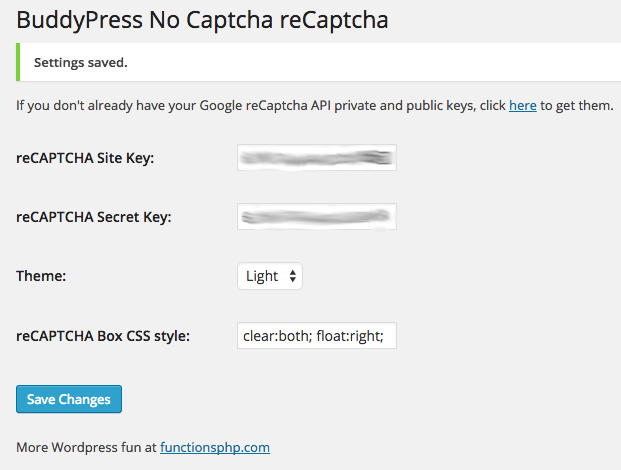 BuddyPress No Captcha reCaptcha
Settings saved.
If you don't already have your Google reCaptcha API private and public keys, click here to get them.
reCAPTCHA Site Key:
reCAPTCHA Secret Key:
Theme: Light
reCAPTCHA Box CSS style: clear:both; float:right;
Save Changes
More Wordpress fun at functionsphp.com